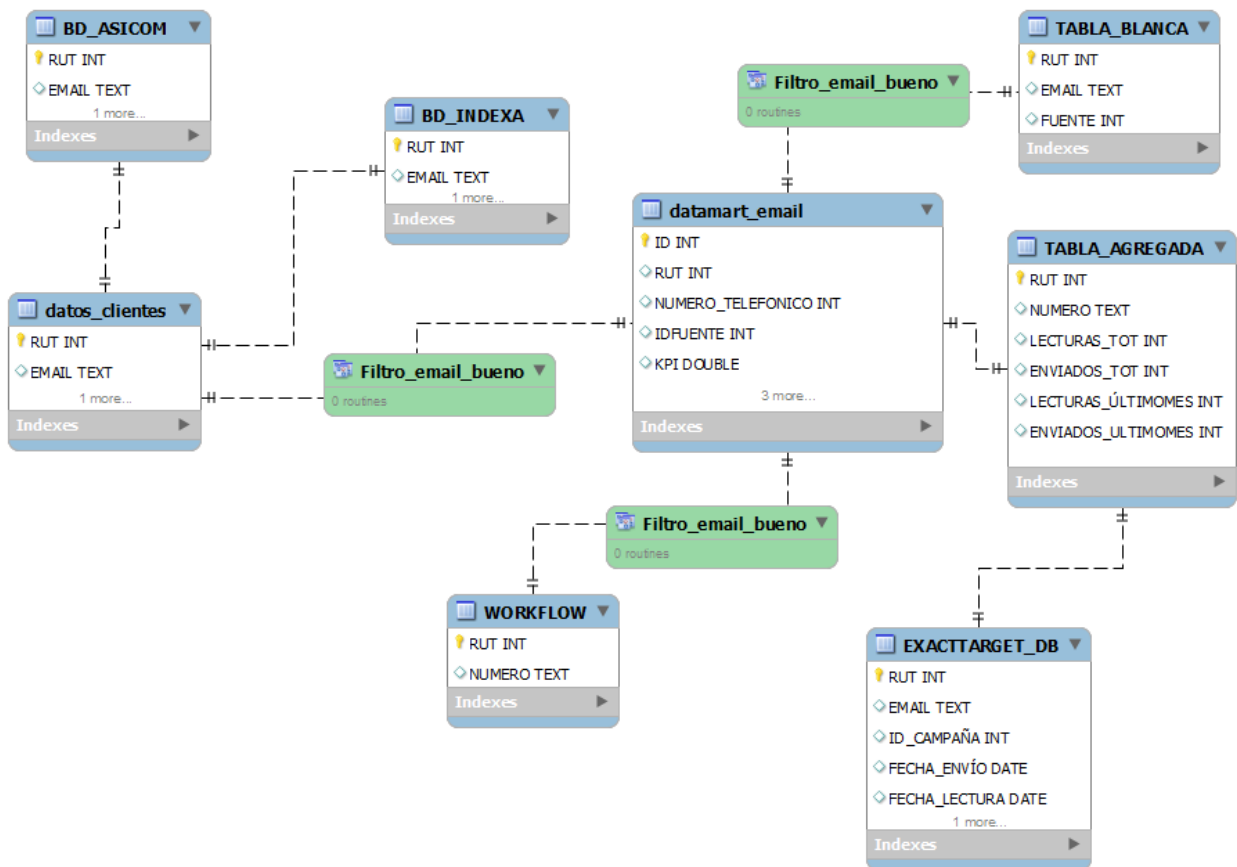 BD_ASICOM
RUT INT
EMAIL TEXT
1 more...
Indexes
BD_INDEXA
RUT INT
EMAIL TEXT
1 more...
Indexes
datos_clientes
RUT INT
EMAIL TEXT
1 more...
Indexes
Filtro_email_bueno
0 routines
Filtro_email_bueno
0 routines
datamart_email
ID INT
RUT INT
NUMERO_TELEFONICO INT
IDFUENTE INT
KPI DOUBLE
3 more...
Indexes
TABLA_BLANCA
RUT INT
EMAIL TEXT
FUENTE INT
Indexes
TABLA_AGREGADA
RUT INT
NUMERO TEXT
LECTURAS_TOT INT
ENVIADOS_TOT INT
LECTURAS_ÚLTIMOMES INT
ENVIADOS_ULTIMOMES INT
Indexes
Filtro_email_bueno
0 routines
WORKFLOW
RUT INT
NUMERO TEXT
Indexes
EXACTTARGET_DB
RUT INT
EMAIL TEXT
ID_CAMPAÑA INT
FECHA_ENVÍO DATE
FECHA_LECTURA DATE
1 more...
Indexes